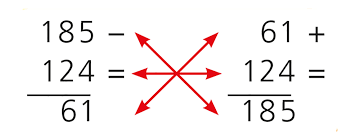 185 − 61 +
124 = 124 =
61 185